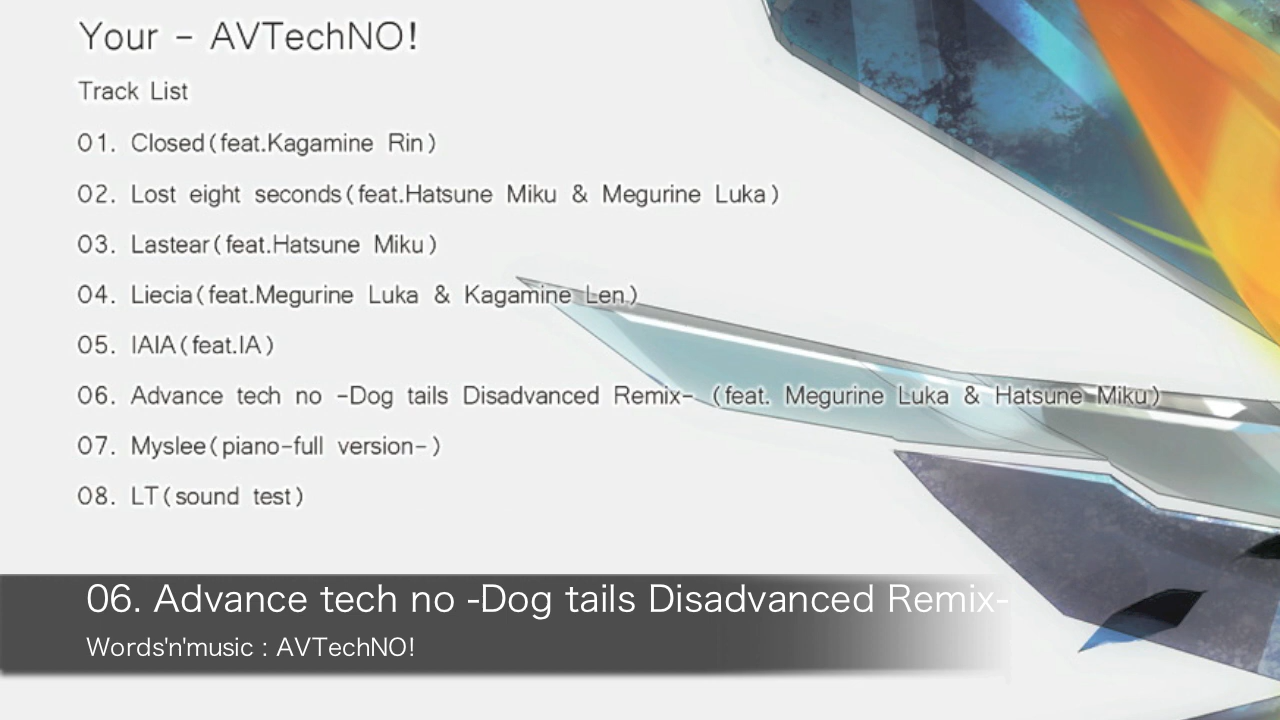 Your - AVTechNO!
Track List
01. Closed(feat.Kagamine Rin)
02. Lost eight seconds(feat.Hatsune Miku & Megurine Luka)
03. Lastear(feat.Hatsune Miku)
04. Liecia(feat.Megurine Luka & Kagamine Len)
05. IAIA(feat.IA)
06. Advance tech no -Dog tails Disadvanced Remix- (feat. Megurine Luka & Hatsune Miku)
07. Myslee(piano-full version-)
08. LT(sound test)
06. Advance tech no -Dog tails Disadvanced Remix-
Words'n'music : AVTechNO!